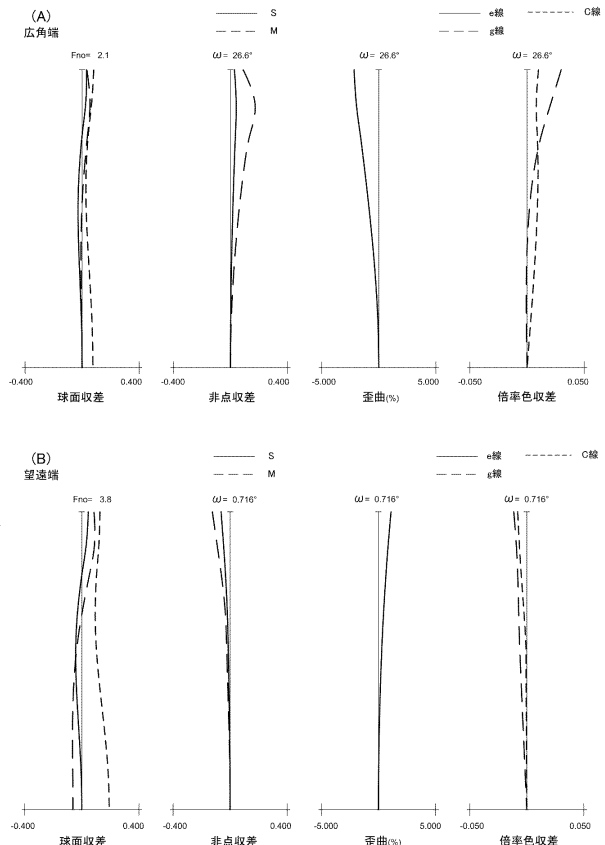 (A)
広角端
S
M
e線
g線
C線
Fno= 2.1
ω= 26.6°
ω= 26.6°
ω= 26.6°
-0.400
0.400
-0.400
0.400
-5.000
5.000
-0.050
0.050
球面収差
非点収差
歪曲(%)
倍率色収差
(B)
望遠端
S
M
e線
g線
C線
Fno= 3.8
ω= 0.716°
ω= 0.716°
ω= 0.716°
-0.400
0.400
-0.400
0.400
-5.000
5.000
-0.050
0.050
球面収差
非点収差
歪曲(%)
倍率色収差